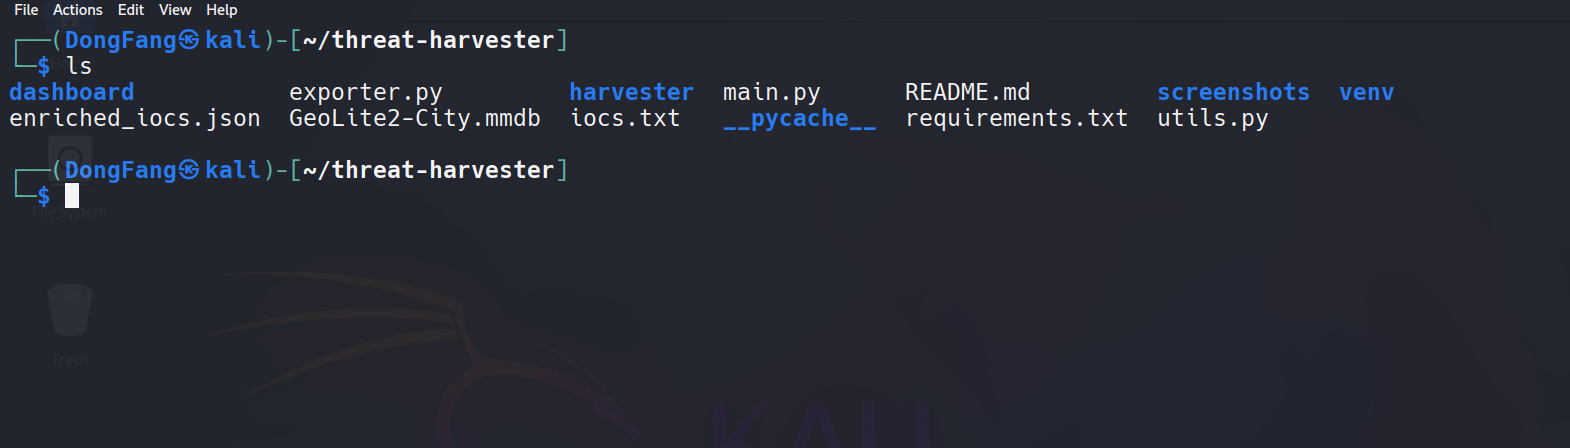 File Actions Edit View Help
┌──(DongFang㉿kali)-[~/threat-harvester]
└─$ ls
dashboard exporter.py harvester main.py README.md screenshots venv
enriched_iocs.json GeoLite2-City.mmdb iocs.txt __pycache__ requirements.txt utils.py
┌──(DongFang㉿kali)-[~/threat-harvester]
└─$
File System
Trash
KALI